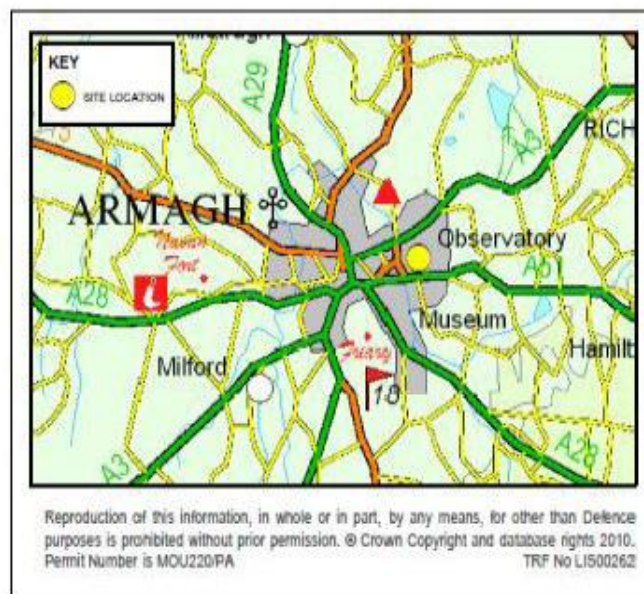 KEY
SITE LOCATION
A29
RICH
A3
ARMAGH
Navan
Fort
Observatory
A51
i
A28
Museum
Hamilt
Milford
Friary
18
A3
A28
Reproduction of this information, in whole or in part, by any means, for other than Defence
purposes is prohibited without prior permission. © Crown Copyright and database rights 2010.
Permit Number is MOU220/PA TRF No LI500262